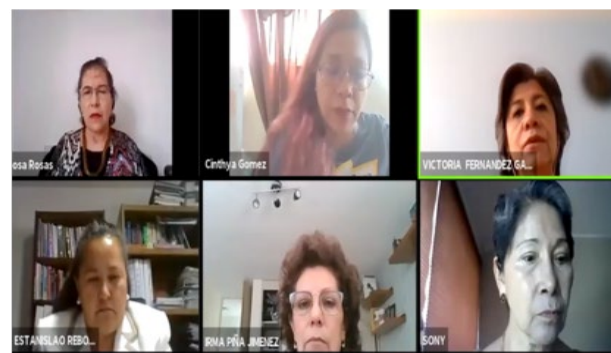 osa Rosas
Cinthya Gomez
VICTORIA FERNANDEZ GA...
ESTANISLAO REBO...
IRMA PIÑA JIMENEZ
SONY